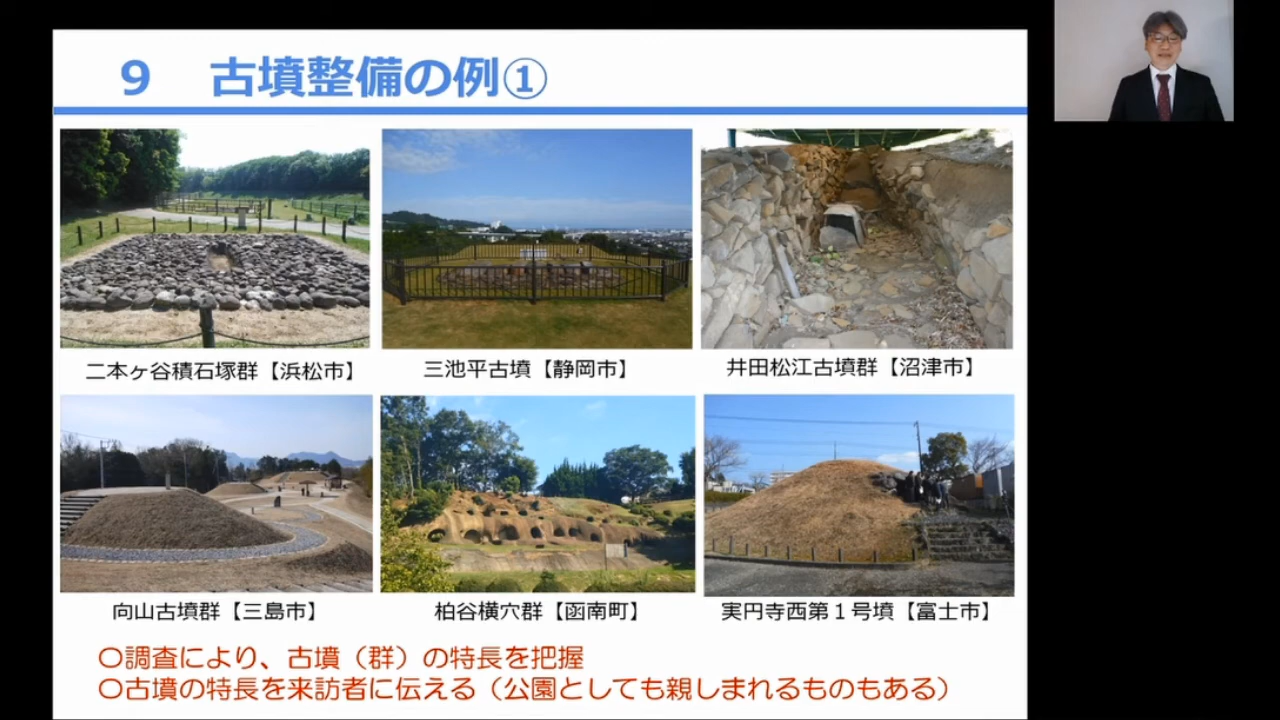 9 古墳整備の例①
二本ヶ谷積石塚群【浜松市】
三池平古墳【静岡市】
井田松江古墳群【沼津市】
向山古墳群【三島市】
柏谷横穴群【函南町】
実円寺西第１号墳【富士市】
○調査により、古墳（群）の特長を把握
○古墳の特長を来訪者に伝える（公園としても親しまれるものもある）